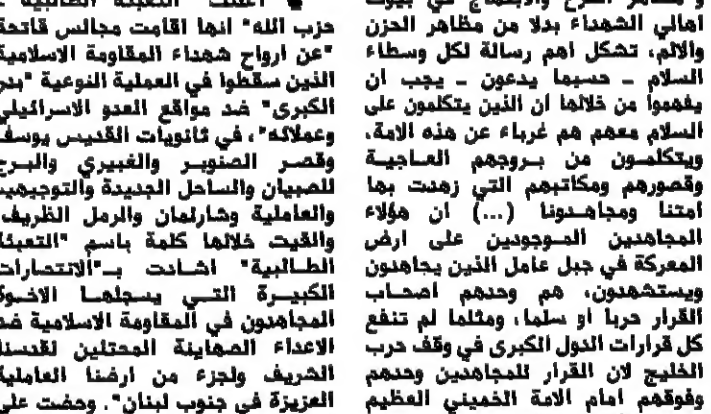 و مظاهر الفرح والابتهاج في بيوت
اهالي الشهداء بدلا من مظاهر الحزن
والالم، تشكل اهم رسالة لكل وسطاء
السلام ـ حسبما يدعون ـ يجب ان
يفهموا من خلالها ان الذين يتكلمون على
السلام معهم هم غرباء عن هذه الامة،
ويتكلمون من بروجهم العاجية
وقصورهم ومكاتبهم التي زهدت بها
امتنا ومجاهدونا (...) ان هؤلاء
المجاهدين الموجودين على ارض
المعركة في جبل عامل الذين يجاهدون
ويستشهدون، هم وحدهم اصحاب
القرار حربا او سلما، ومثلما لم تنفع
كل قرارات الدول الكبرى في وقف حرب
الخليج لان القرار للمجاهدين وحدهم
وفوقهم امام الامة الخميني العظيم
● اعلنت "التعبئة الطالبية
حزب الله" انها اقامت مجالس فاتحة
"عن ارواح شهداء المقاومة الاسلامية
الذين سقطوا في العملية النوعية "بدر
الكبرى" ضد مواقع العدو الاسرائيلي
وعملائه"، في ثانويات القديس يوسف
وقصر الصنوبر والغبيري والبرج
للصبيان والساحل الجديدة والتوجيهية
والعاملية وشارلمان والرمل الظريف،
والقيت خلالها كلمة باسم "التعبئة
الطالبية" اشادت بـ"الانتصارات
الكبيرة التي يسجلها الاخوة
المجاهدون في المقاومة الاسلامية ضد
الاعداء الصهاينة المحتلين لقدسنا
الشريف ولجزء من ارضنا العاملية
العزيزة في جنوب لبنان". وحضت على